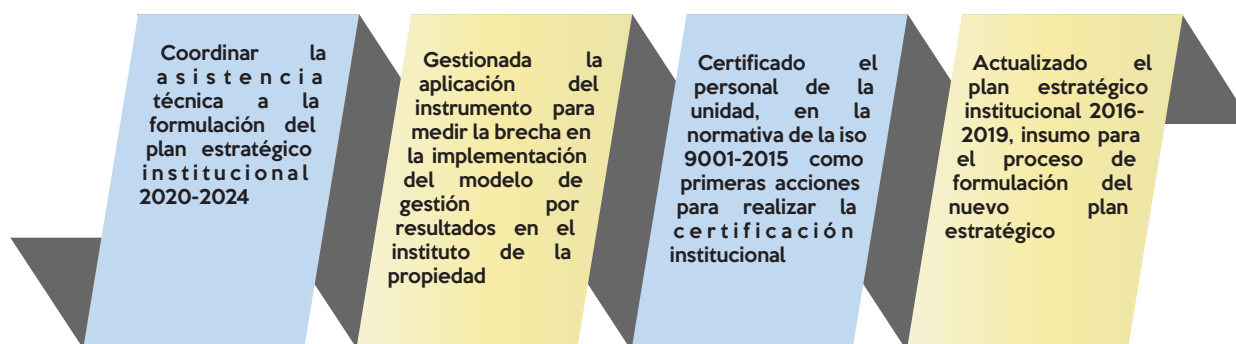 Coordinar la
asistencia
técnica a la
formulación del
plan estratégico
institucional
2020-2024
Gestionada la
aplicación del
instrumento para
medir la brecha en
la implementación
del modelo de
gestión por
resultados en el
instituto de la
propiedad
Certificado el
personal de la
unidad, en la
normativa de la iso
9001-2015 como
primeras acciones
para realizar la
certificación
institucional
Actualizado el
plan estratégico
institucional 2016-
2019, insumo para
el proceso de
formulación del
nuevo plan
estratégico